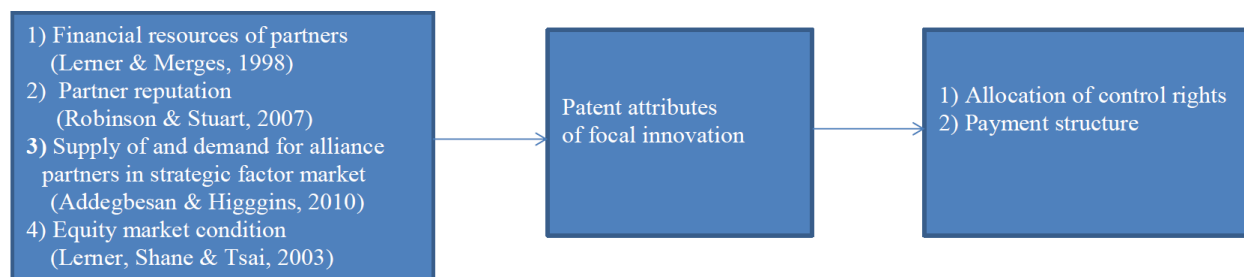 1) Financial resources of partners
(Lerner & Merges, 1998)
2) Partner reputation
(Robinson & Stuart, 2007)
3) Supply of and demand for alliance
partners in strategic factor market
(Addegbesan & Higggins, 2010)
4) Equity market condition
(Lerner, Shane & Tsai, 2003)
Patent attributes
of focal innovation
1) Allocation of control rights
2) Payment structure